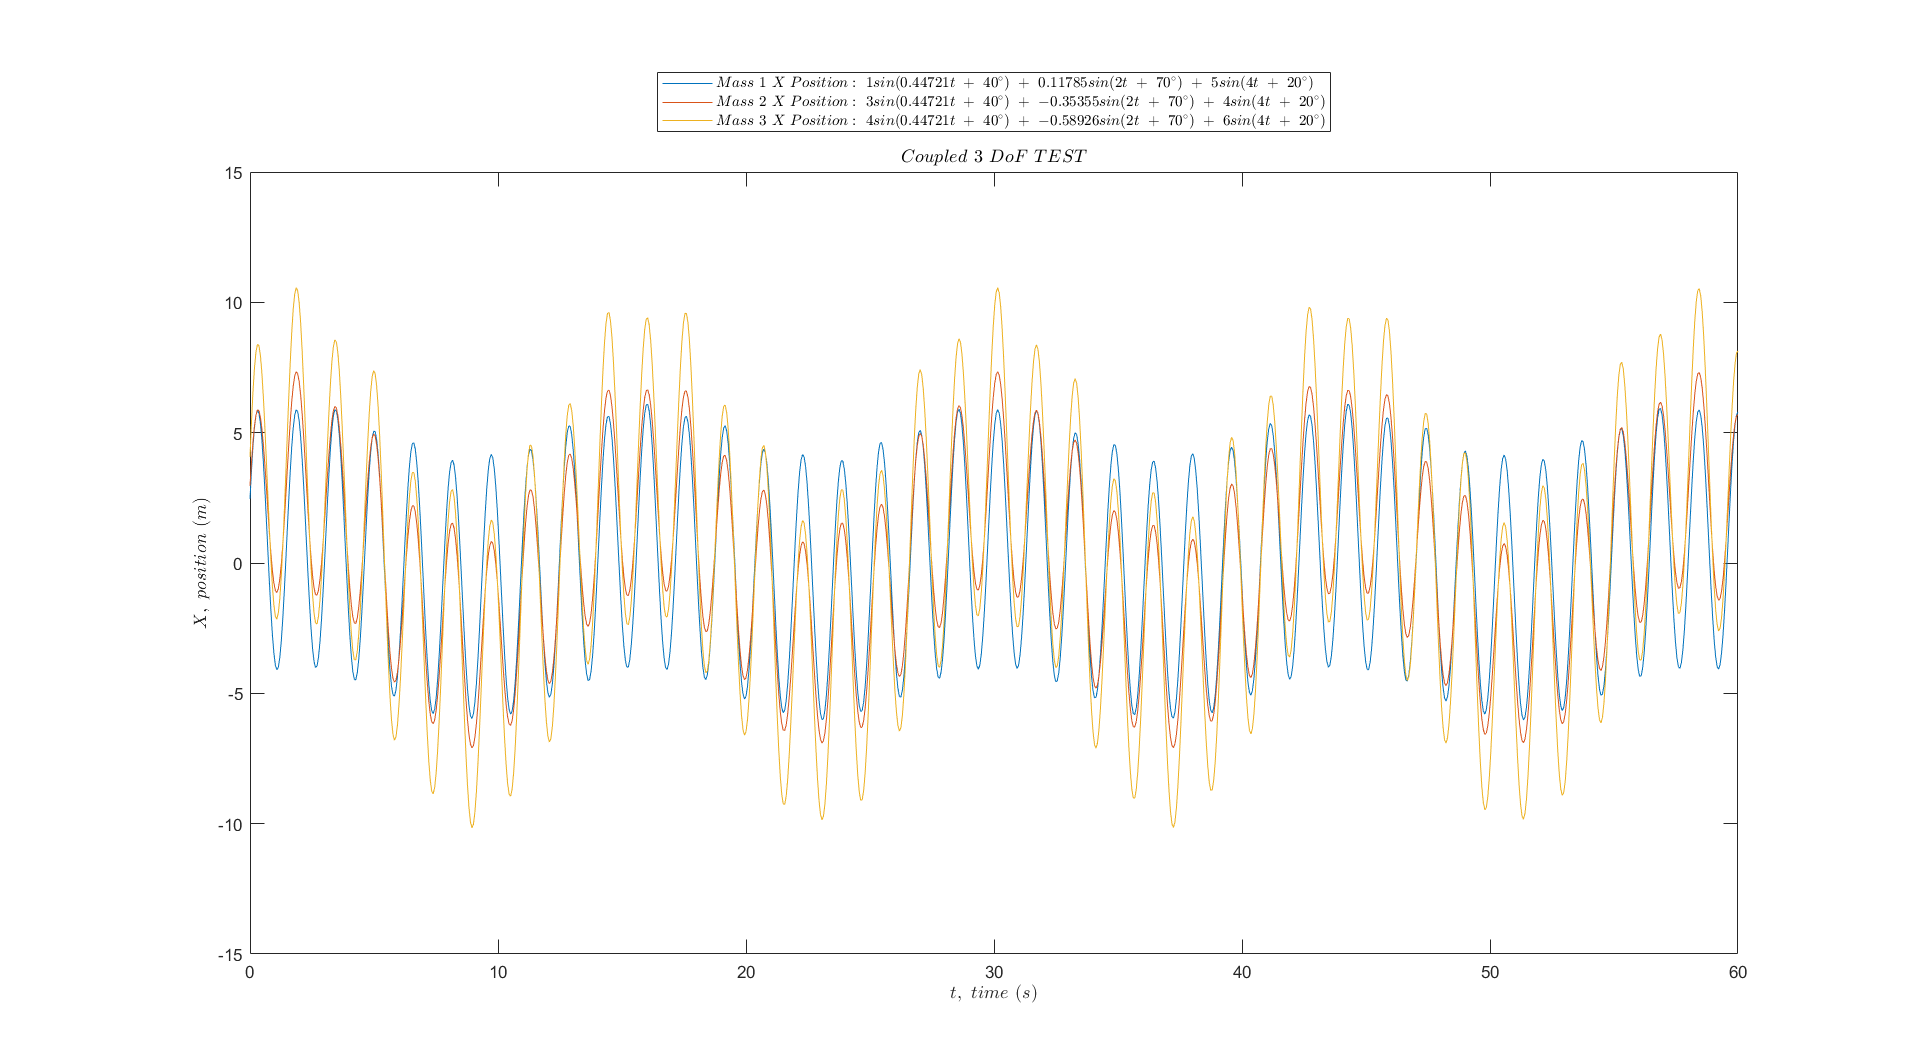 Mass 1 X Position : 1sin(0.44721t + 40°) + 0.11785sin(2t + 70°) + 5sin(4t + 20°)
Mass 2 X Position : 3sin(0.44721t + 40°) + −0.35355sin(2t + 70°) + 4sin(4t + 20°)
Mass 3 X Position : 4sin(0.44721t + 40°) + −0.58926sin(2t + 70°) + 6sin(4t + 20°)
Coupled 3 DoF TEST
15
10
5
0
-5
-10
-15
X, position (m)
0 10 20 30 40 50 60
t, time (s)